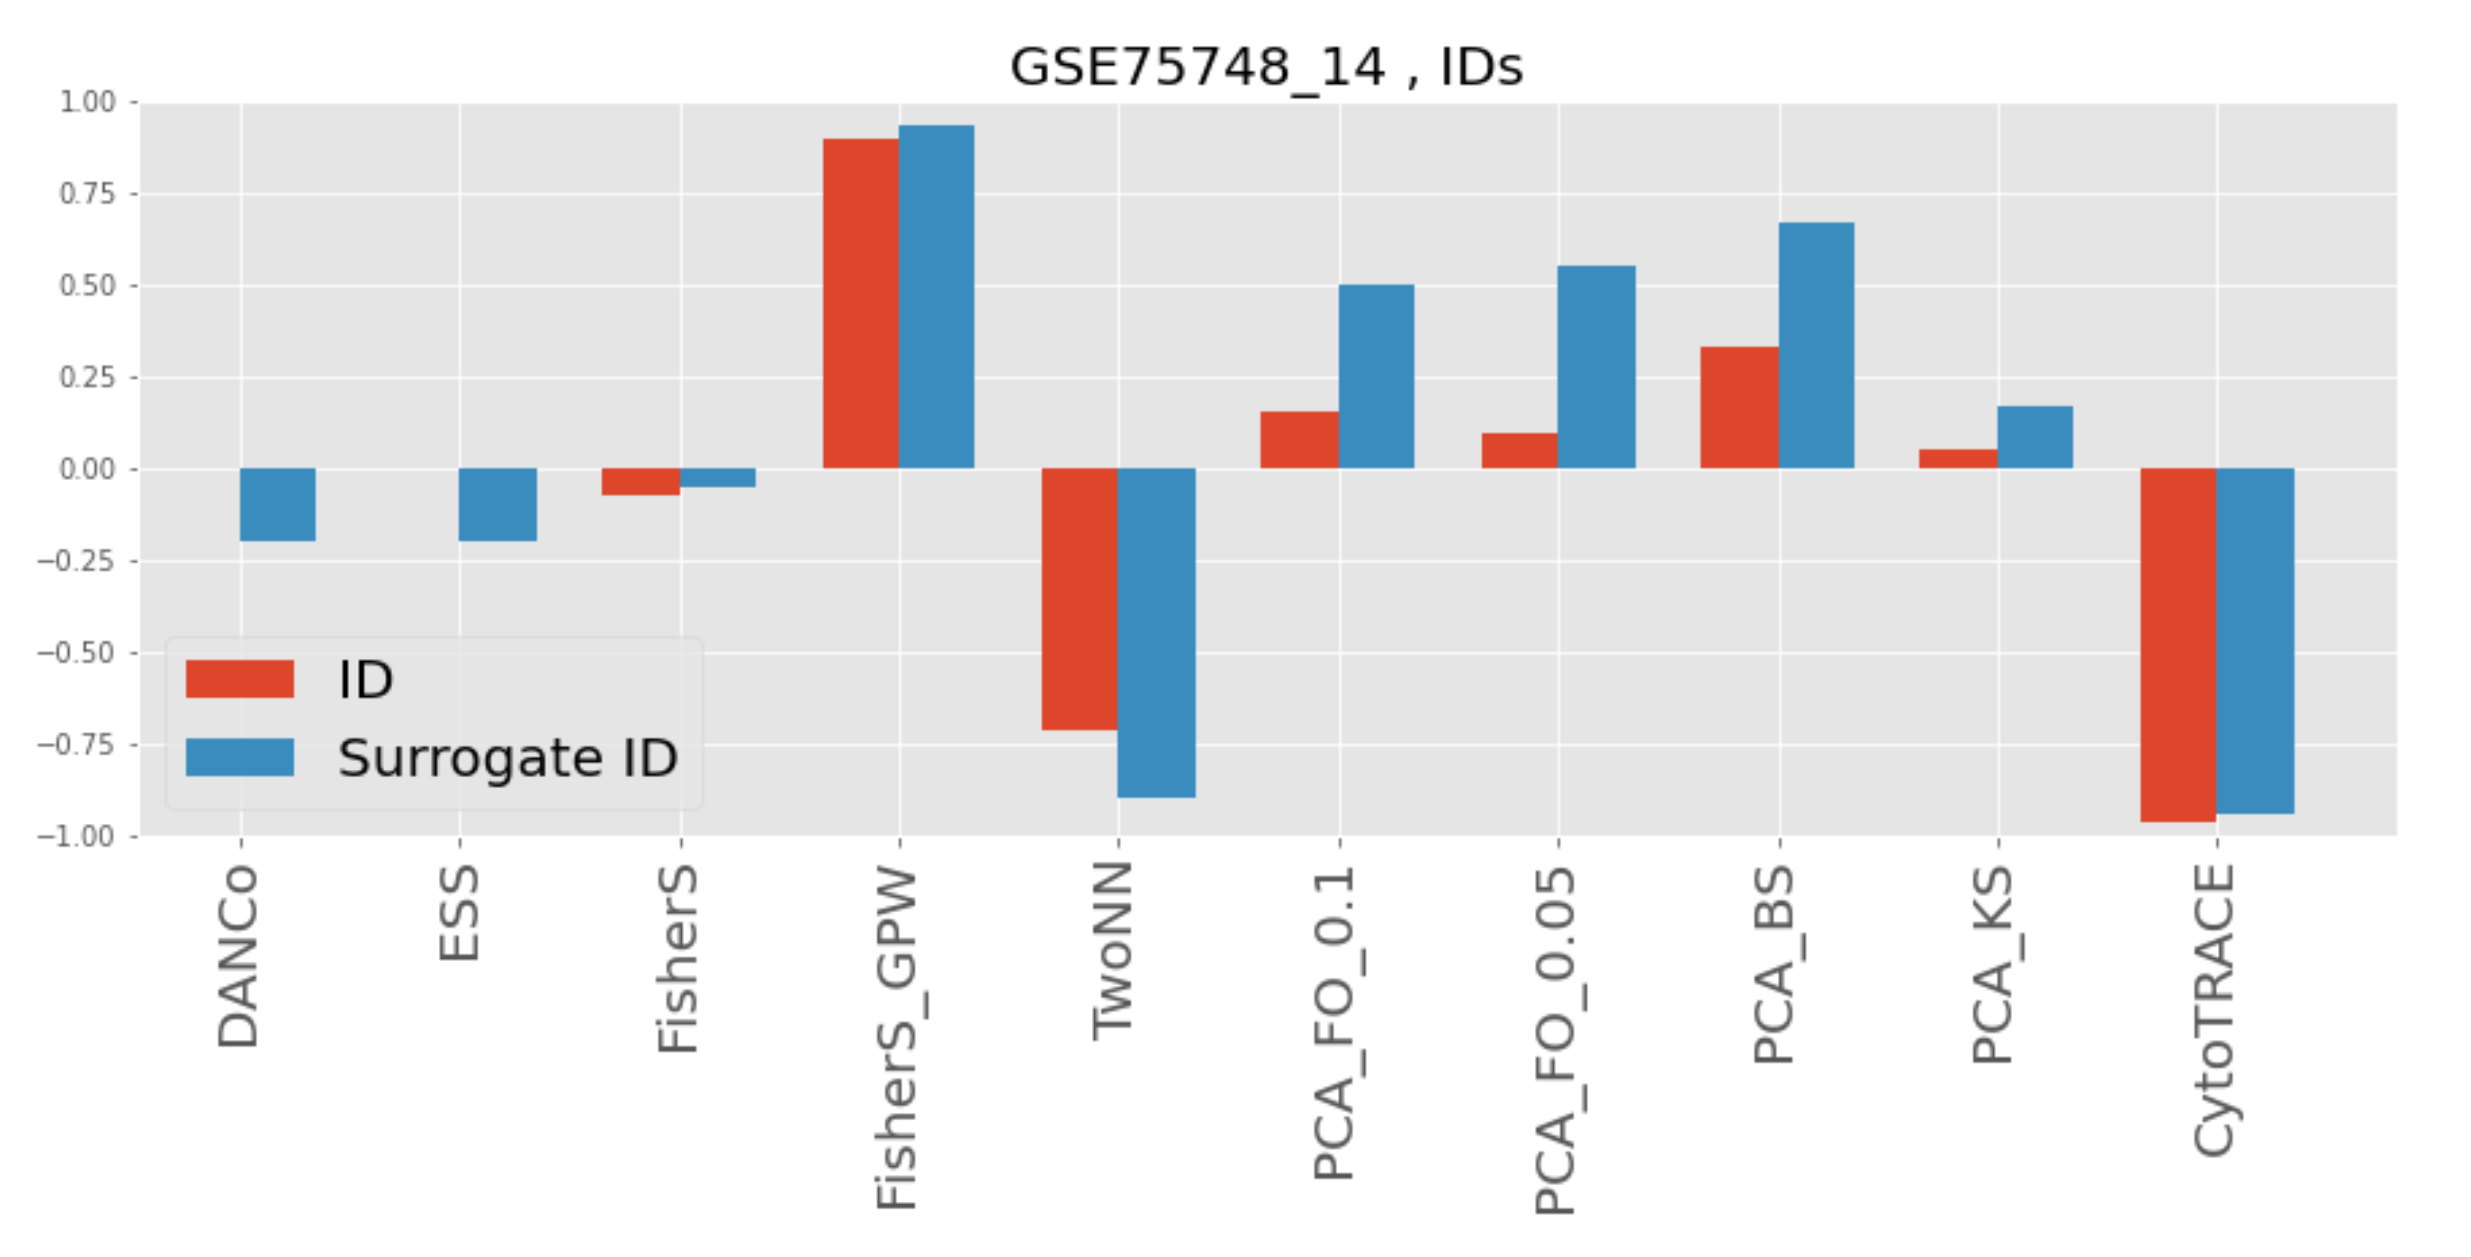 GSE75748_14 , IDs
1.00
0.75
0.50
0.25
0.00
−0.25
−0.50
−0.75
−1.00
ID
Surrogate ID
DANCo
ESS
FisherS
FisherS_GPW
TwoNN
PCA_FO_0.1
PCA_FO_0.05
PCA_BS
PCA_KS
CytoTRACE